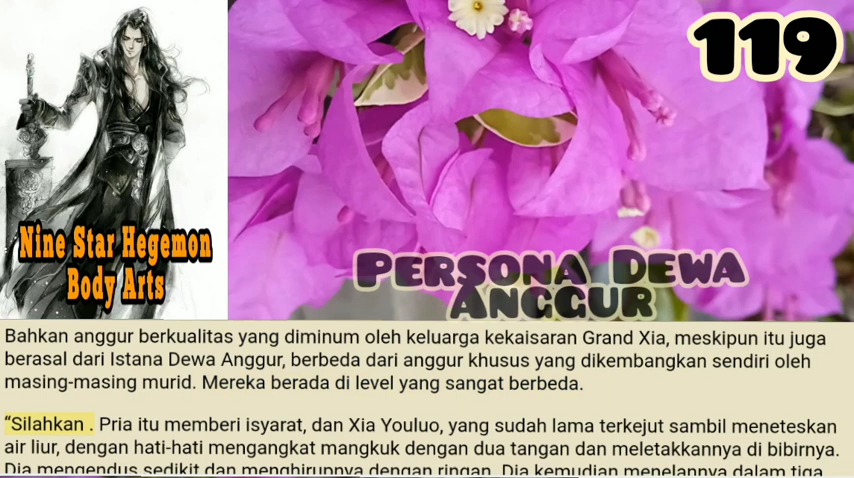 119
Nine Star Hegemon
Body Arts
Persona Dewa
Anggur
Bahkan anggur berkualitas yang diminum oleh keluarga kekaisaran Grand Xia, meskipun itu juga
berasal dari Istana Dewa Anggur, berbeda dari anggur khusus yang dikembangkan sendiri oleh
masing-masing murid. Mereka berada di level yang sangat berbeda.
“Silahkan . Pria itu memberi isyarat, dan Xia Youluo, yang sudah lama terkejut sambil meneteskan
air liur, dengan hati-hati mengangkat mangkuk dengan dua tangan dan meletakkannya di bibirnya.
Dia mengendus sedikit dan menghirupnya dengan ringan. Dia kemudian menelannya dalam tiga